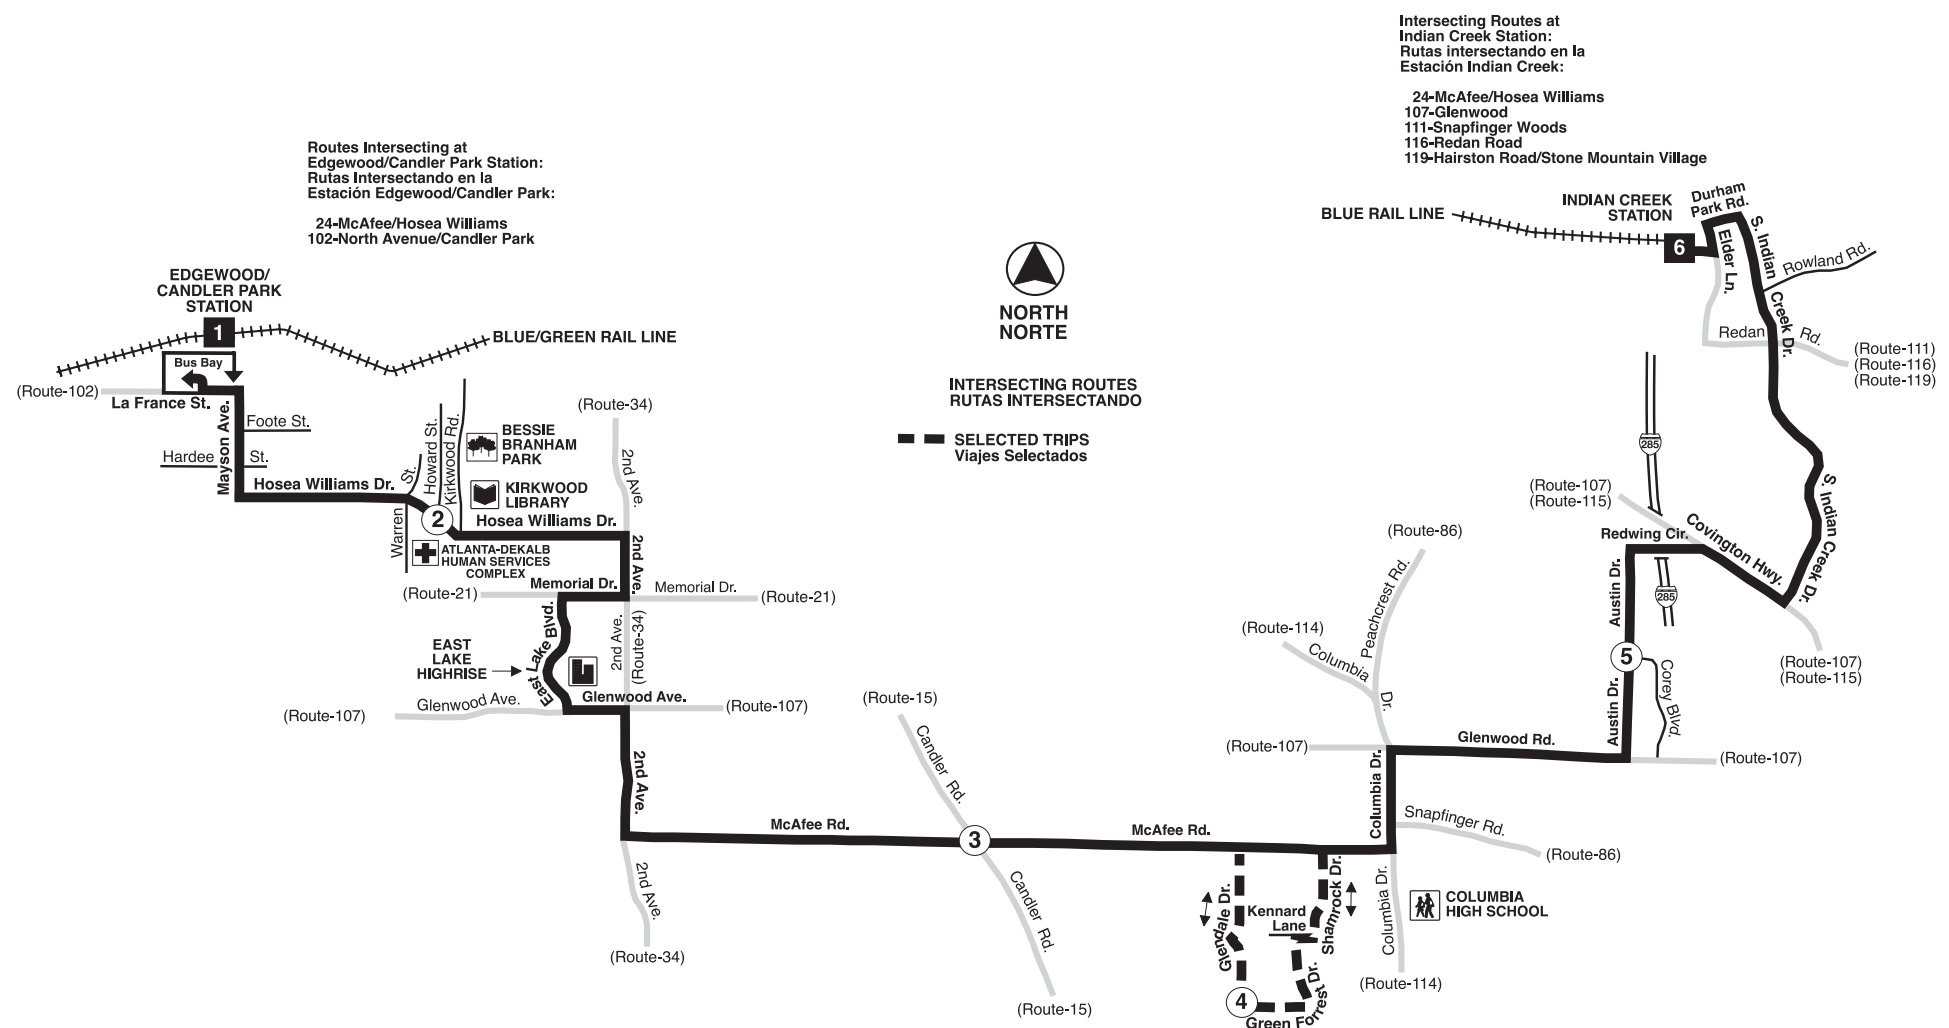 Intersecting Routes at
Indian Creek Station:
Rutas intersectando en la
Estación Indian Creek:
24-McAfee/Hosea Williams
107-Glenwood
111-Snapfinger Woods
116-Redan Road
119-Hairston Road/Stone Mountain Village
Routes Intersecting at
Edgewood/Candler Park Station:
Rutas Intersectando en la
Estación Edgewood/Candler Park:
24-McAfee/Hosea Williams
102-North Avenue/Candler Park
BLUE RAIL LINE
INDIAN CREEK
STATION
6
Durham
Park Rd.
Elder Ln.
S. Indian
Creek Dr.
Rowland Rd.
Redan Rd.
(Route-111)
(Route-116)
(Route-119)
NORTH
NORTE
INTERSECTING ROUTES
RUTAS INTERSECTANDO
SELECTED TRIPS
Viajes Selectados
EDGEWOOD/
CANDLER PARK
STATION
1
Bus Bay
BLUE/GREEN RAIL LINE
(Route-102)
La France St.
Mayson Ave.
Foote St.
Hardee St.
Hosea Williams Dr.
Warren St.
Howard St.
Kirkwood Rd.
2
BESSIE
BRANHAM
PARK
KIRKWOOD
LIBRARY
Hosea Williams Dr.
(Route-34)
2nd Ave.
ATLANTA-DEKALB
HUMAN SERVICES
COMPLEX
2nd Ave.
(Route-21)
Memorial Dr.
Memorial Dr.
(Route-21)
2nd Ave.
(Route-34)
EAST
LAKE
HIGHRISE
East Lake Blvd.
(Route-107)
Glenwood Ave.
Glenwood Ave.
(Route-107)
2nd Ave.
McAfee Rd.
2nd Ave.
(Route-34)
(Route-15)
Candler Rd.
3
Candler Rd.
(Route-15)
McAfee Rd.
Glendale Dr.
Kennard
Lane
Shamrock Dr.
4
Green Forrest Dr.
Columbia Dr.
(Route-114)
COLUMBIA
HIGH SCHOOL
Snapfinger Rd.
(Route-86)
Columbia Dr.
(Route-107)
(Route-114)
Columbia Dr.
Peachcrest Rd.
(Route-86)
Glenwood Rd.
(Route-107)
Austin Dr.
Corey Blvd.
5
Austin Dr.
285
285
Redwing Cir.
(Route-107)
(Route-115)
Covington Hwy.
S. Indian Creek Dr.
(Route-107)
(Route-115)